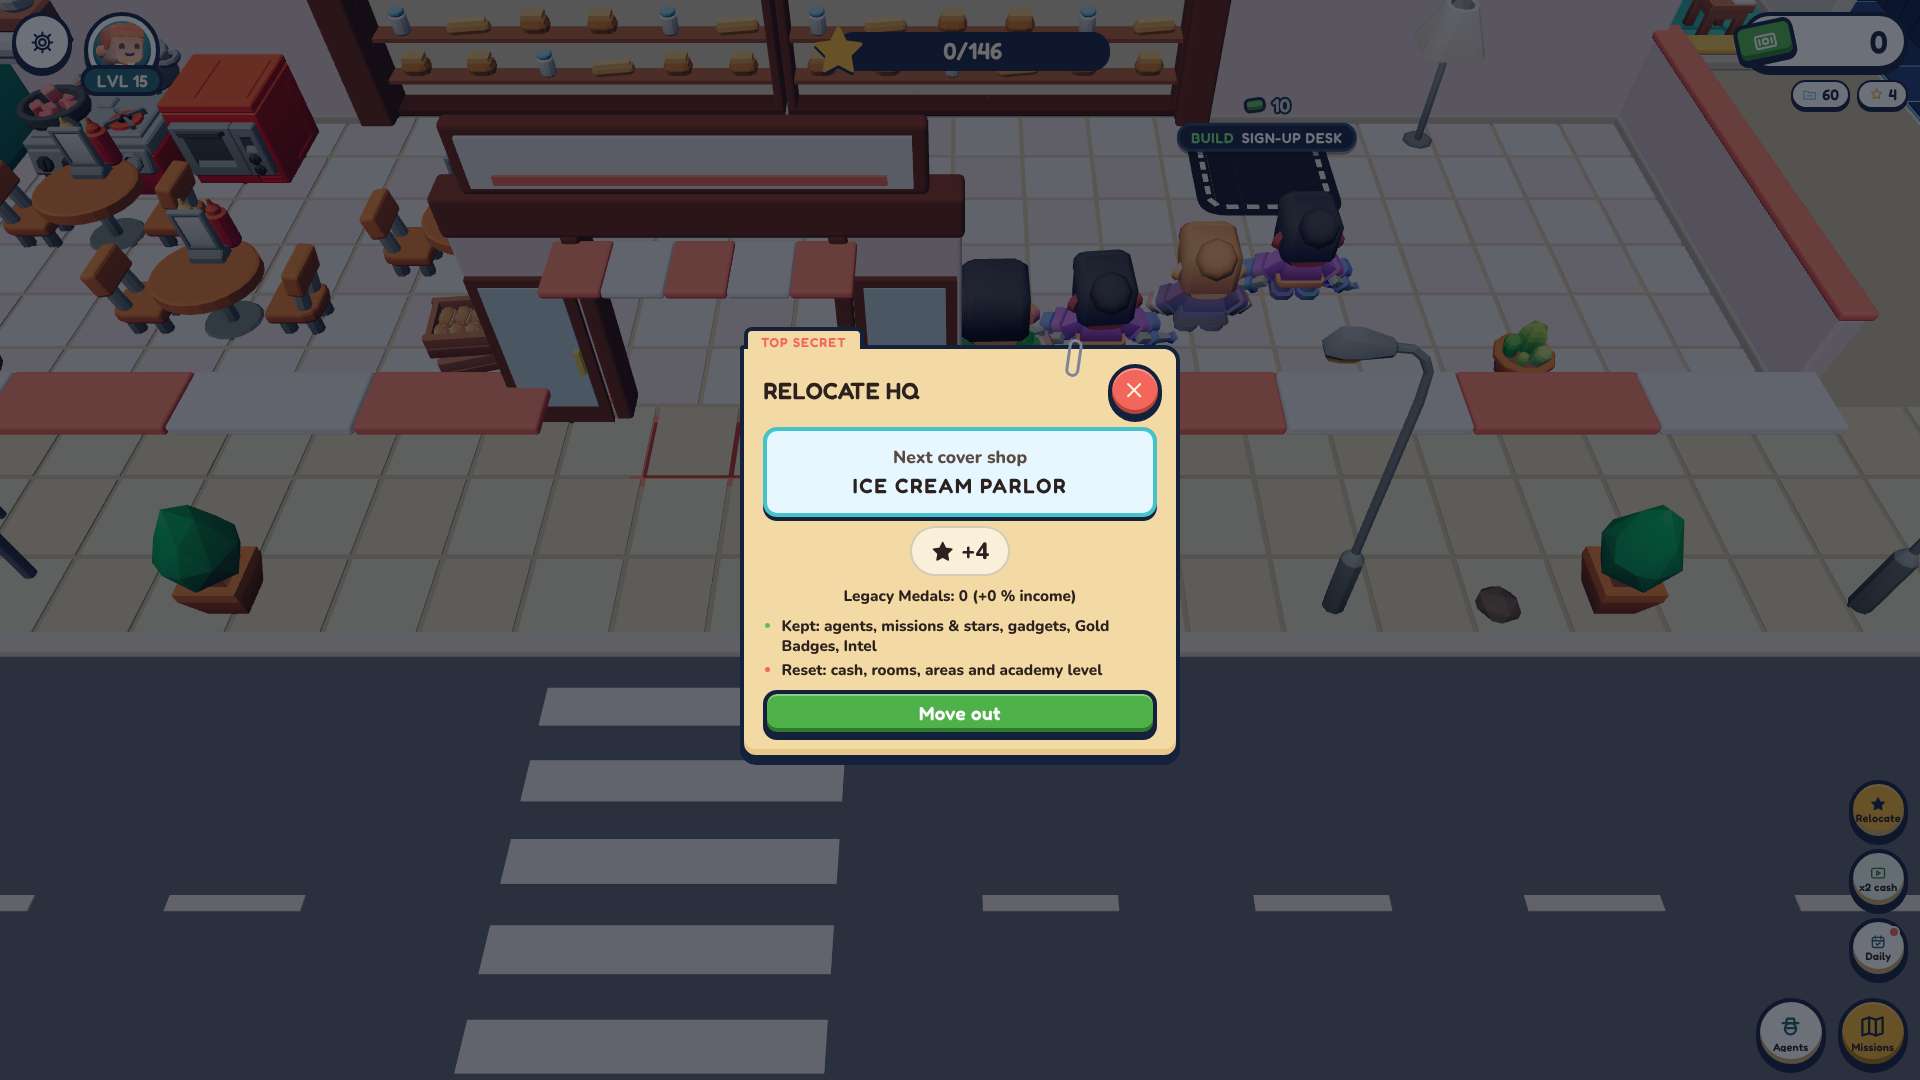 LVL 15
0/146
0
60
4
10
BUILD SIGN-UP DESK
TOP SECRET
RELOCATE HQ
Next cover shop
ICE CREAM PARLOR
+4
Legacy Medals: 0 (+0 % income)
Kept: agents, missions & stars, gadgets, Gold
Badges, Intel
Reset: cash, rooms, areas and academy level
Move out
Relocate
x2 cash
Daily
Agents
Missions